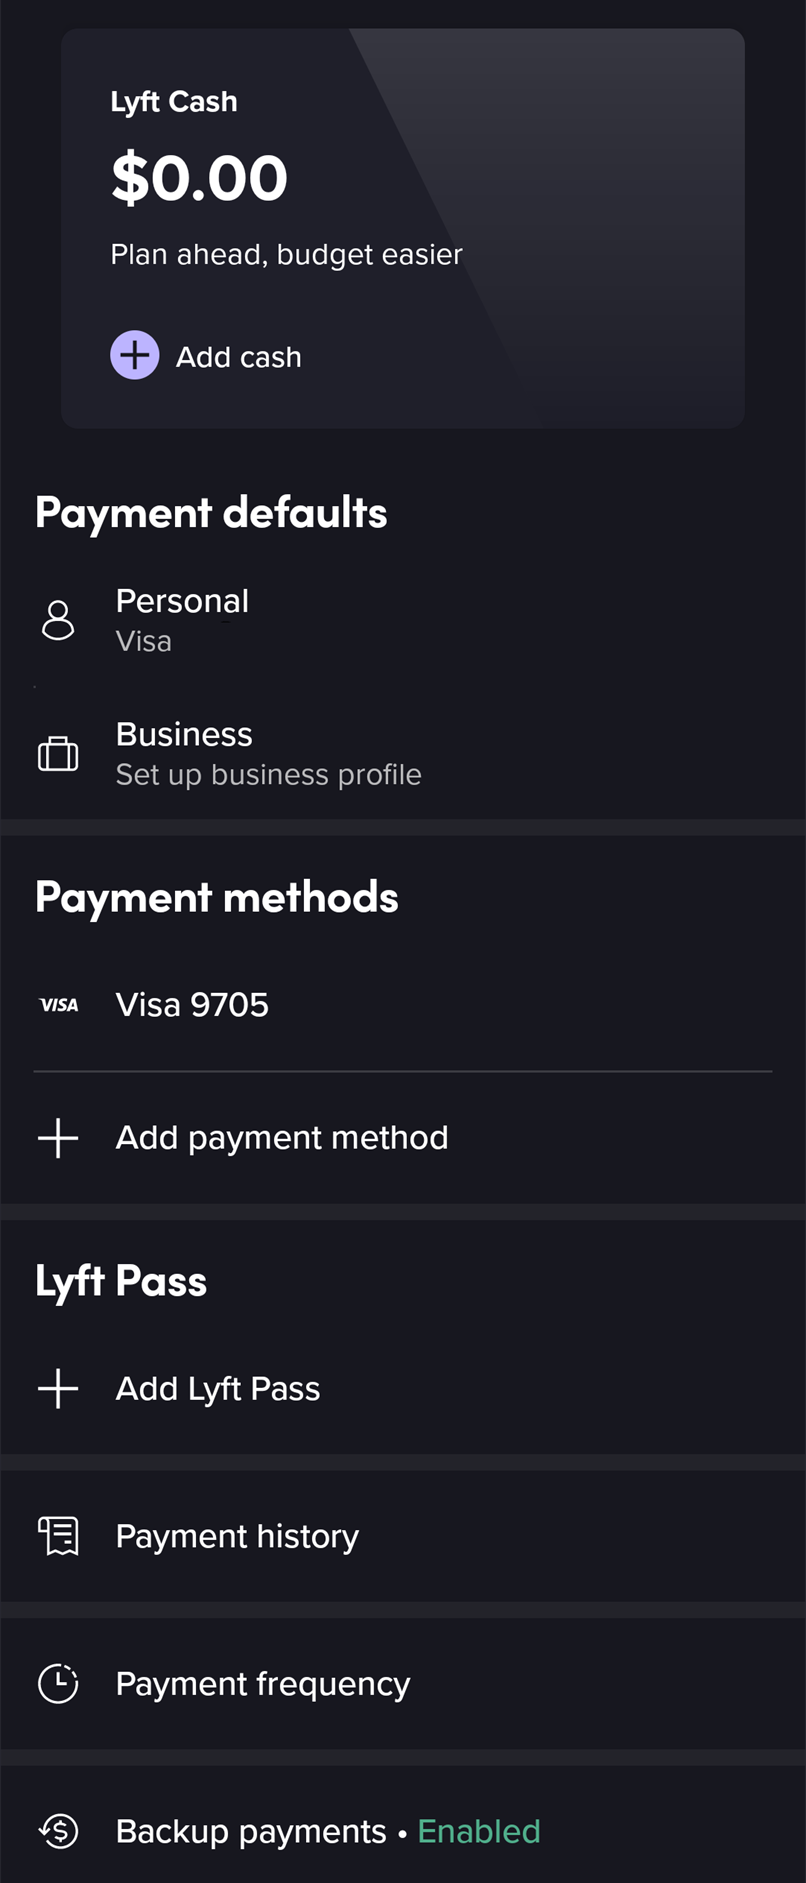 Lyft Cash
$0.00
Plan ahead, budget easier
Add cash
Payment defaults
Personal
Visa
Business
Set up business profile
Payment methods
VISA Visa 9705
Add payment method
Lyft Pass
Add Lyft Pass
Payment history
Payment frequency
Backup payments • Enabled